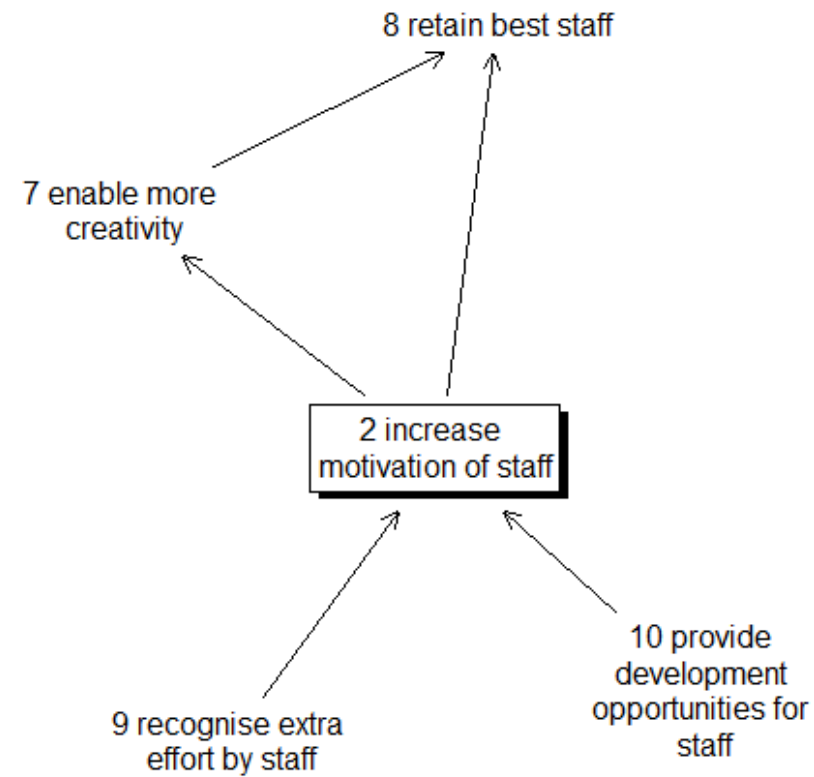 8 retain best staff
7 enable more
creativity
2 increase
motivation of staff
10 provide
development
opportunities for
staff
9 recognise extra
effort by staff